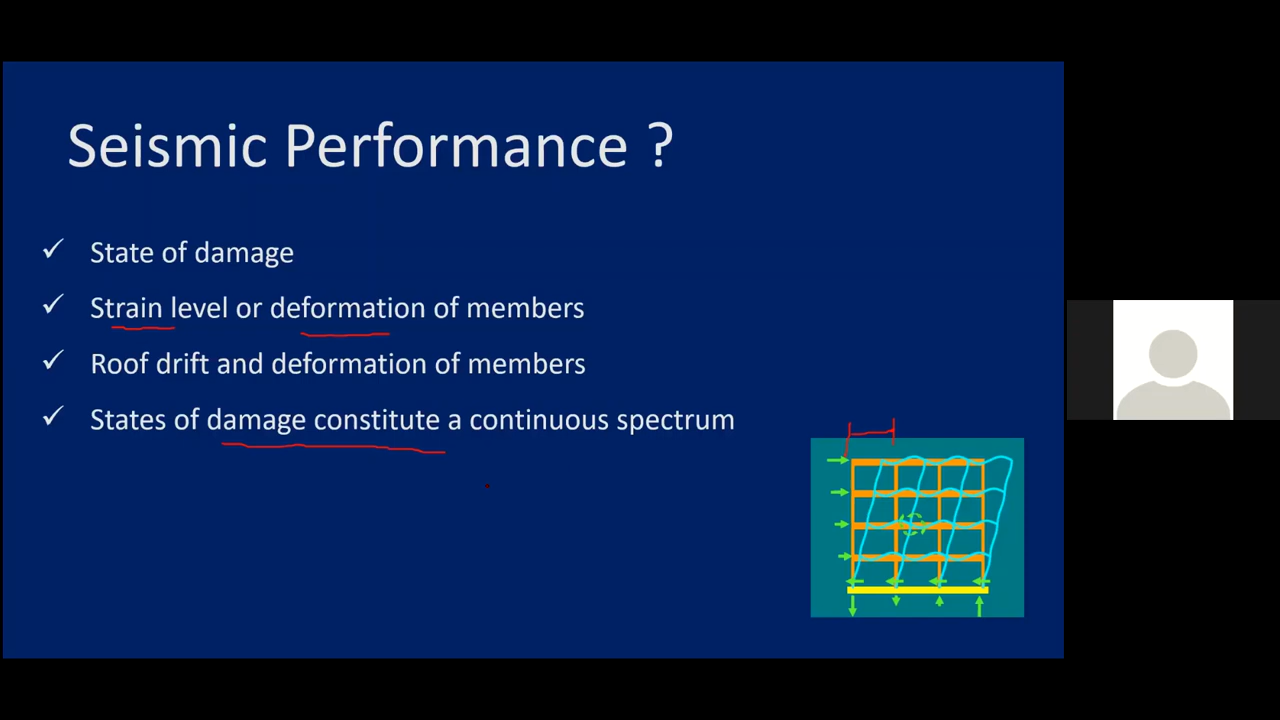 Seismic Performance ?
✓ State of damage
✓ Strain level or deformation of members
✓ Roof drift and deformation of members
✓ States of damage constitute a continuous spectrum